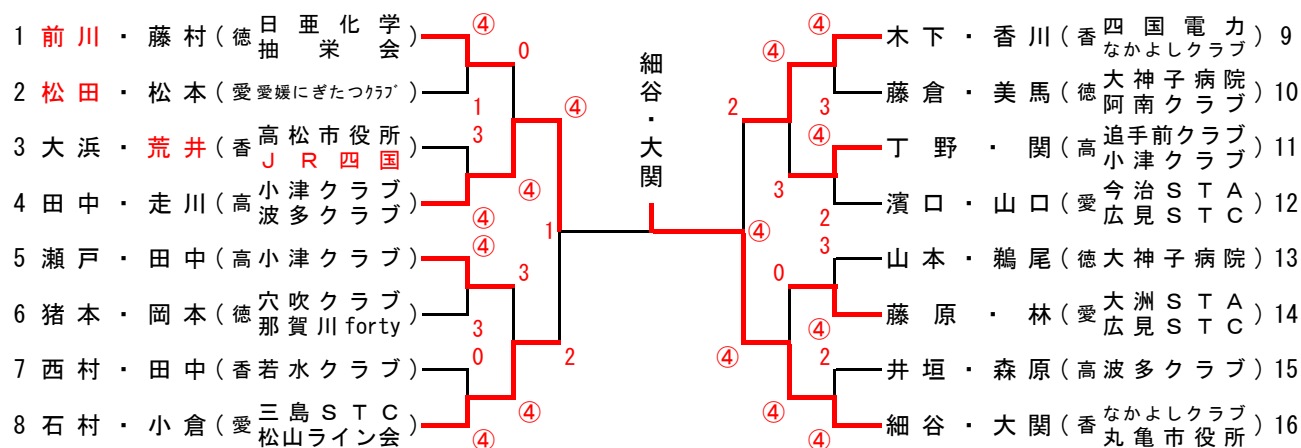 1 前川・藤村(徳 日亜化学 抽栄会)
2 松田・松本(愛 愛媛にぎたつクラブ)
3 大浜・荒井(香 高松市役所 JR四国)
4 田中・走川(高 小津クラブ 波多クラブ)
5 瀬戸・田中(高 小津クラブ)
6 猪本・岡本(徳 穴吹クラブ 那賀川forty)
7 西村・田中(香 若水クラブ)
8 石村・小倉(愛 三島STC 松山ライン会)
④ 0
1
3 ④
④ ④
④ 1
3
3
0 2
④ ④
細谷・大関
④ ④
2 3
④
3 2
④ 3
0
④
④ 2
④ ④
木下・香川(香 四国電力 なかよしクラブ) 9
藤倉・美馬(徳 大神子病院 阿南クラブ) 10
丁野・関(高 追手前クラブ 小津クラブ) 11
濱口・山口(愛 今治STA 広見STC) 12
山本・鵜尾(徳 大神子病院) 13
藤原・林(愛 大洲STA 広見STC) 14
井垣・森原(高 波多クラブ) 15
細谷・大関(香 なかよしクラブ 丸亀市役所) 16